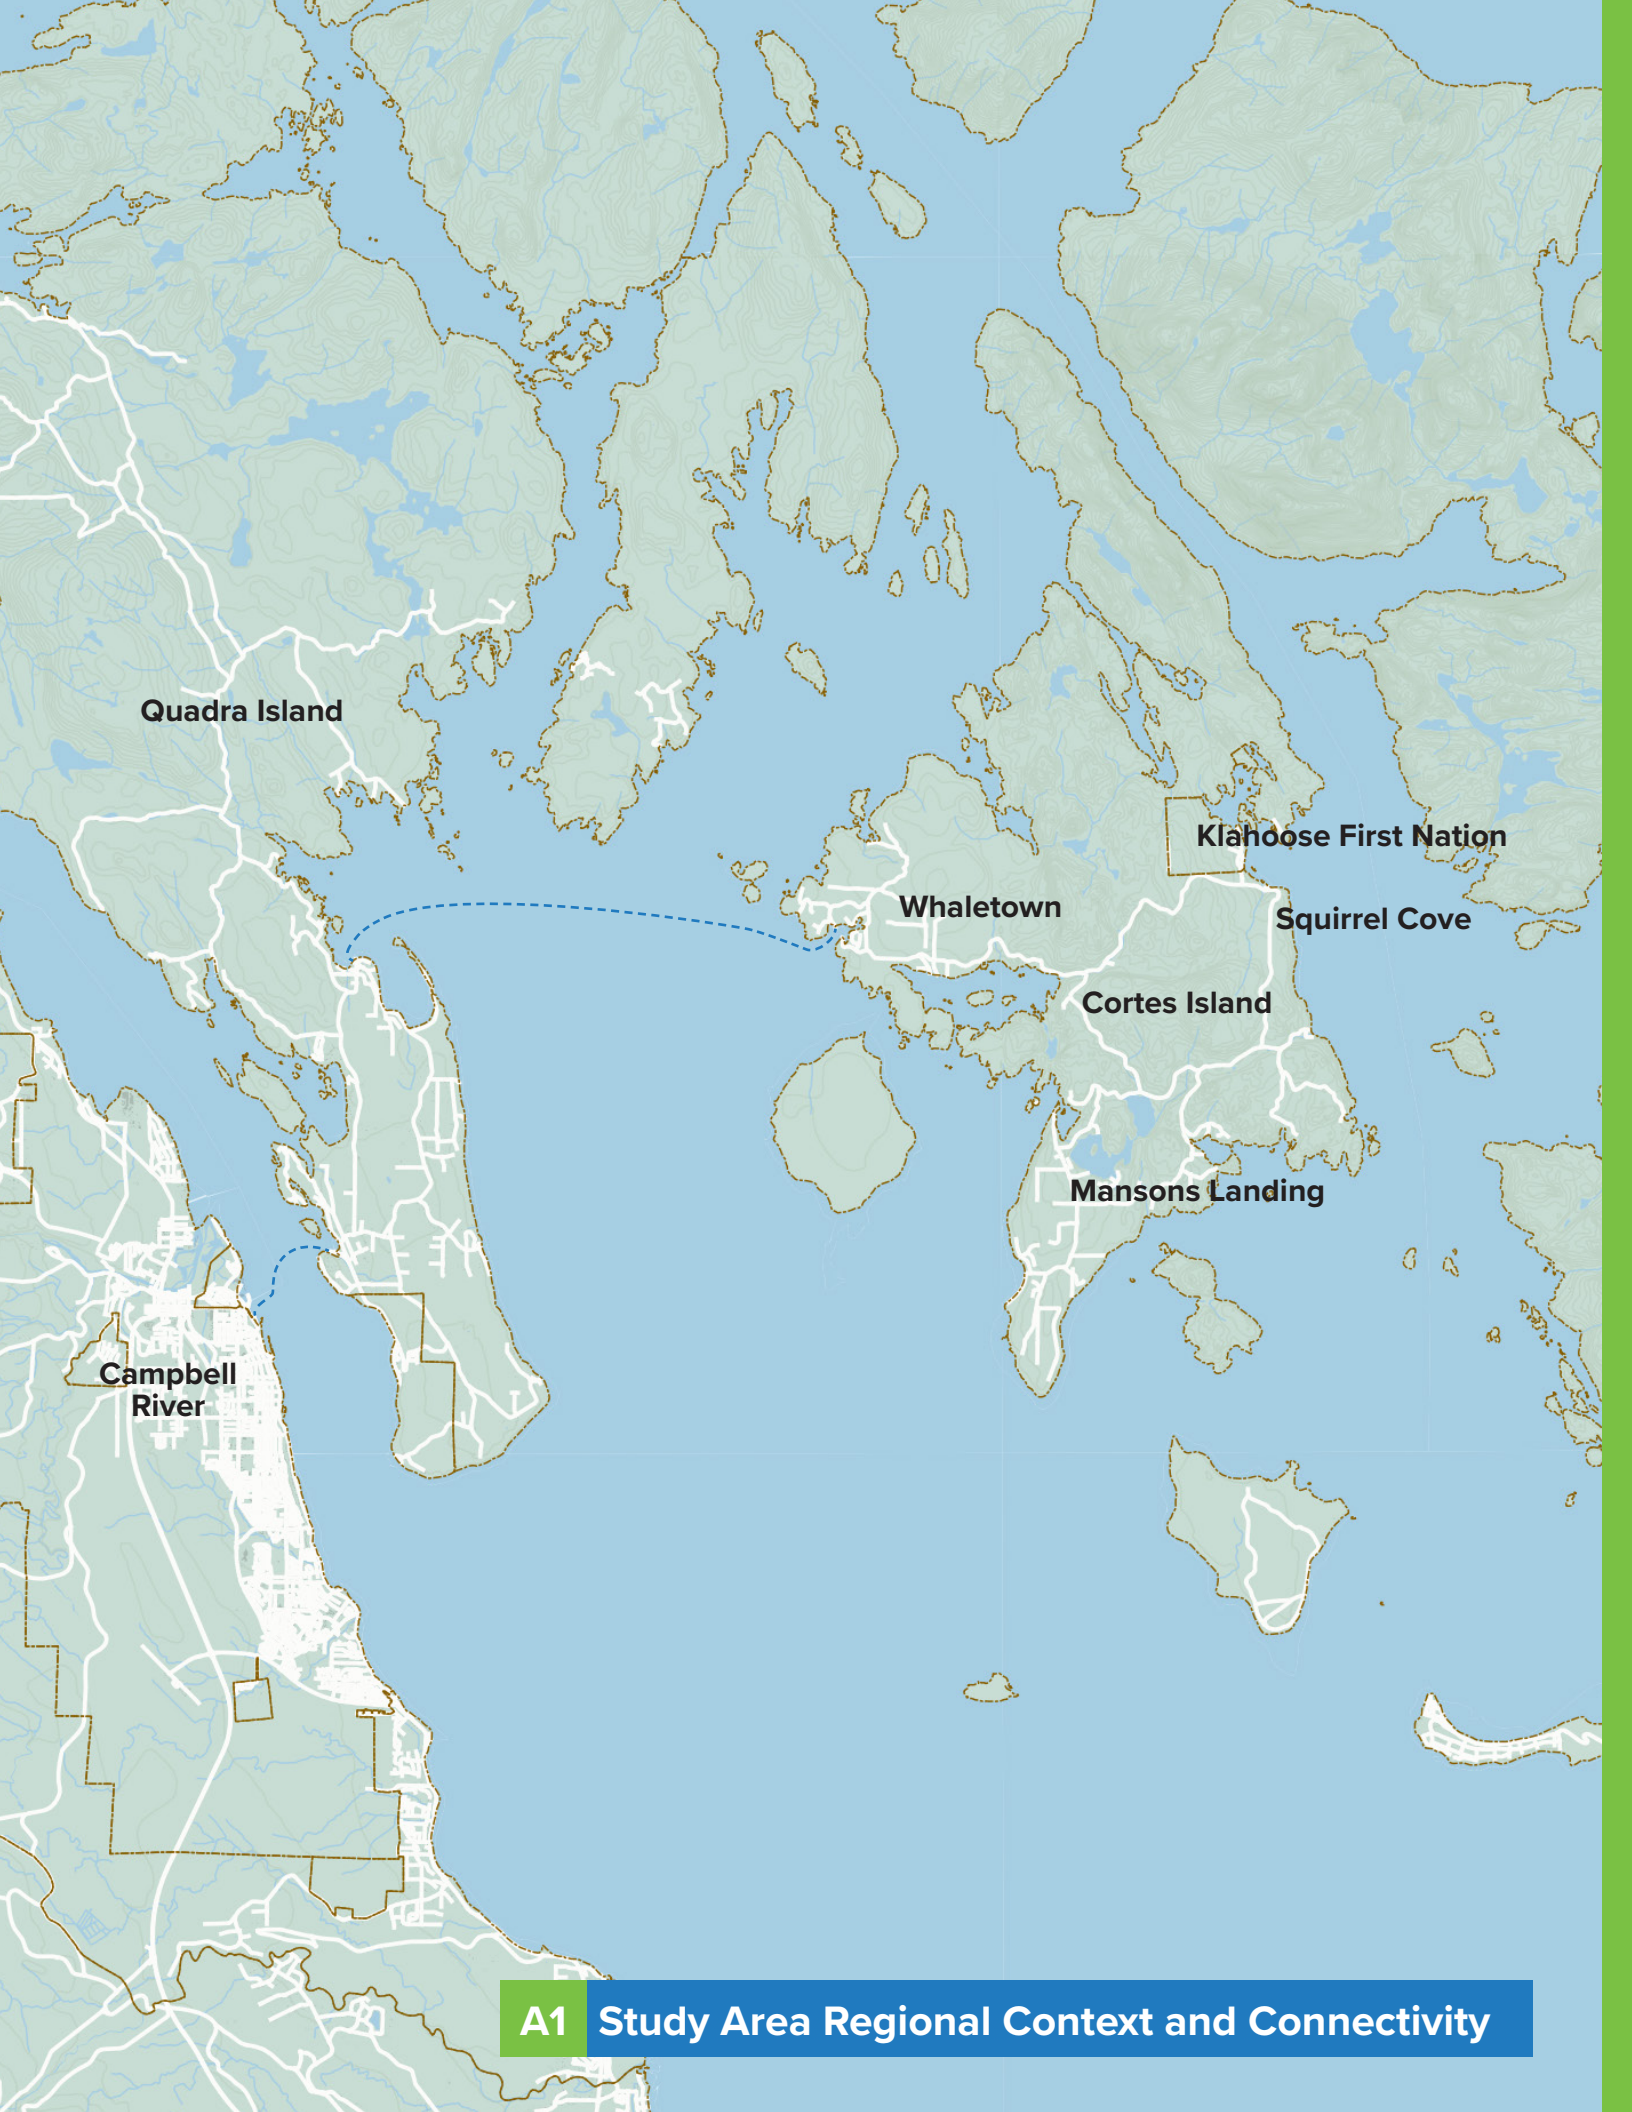 Quadra Island
Klahoose First Nation
Whaletown
Squirrel Cove
Cortes Island
Mansons Landing
Campbell
River
A1 Study Area Regional Context and Connectivity